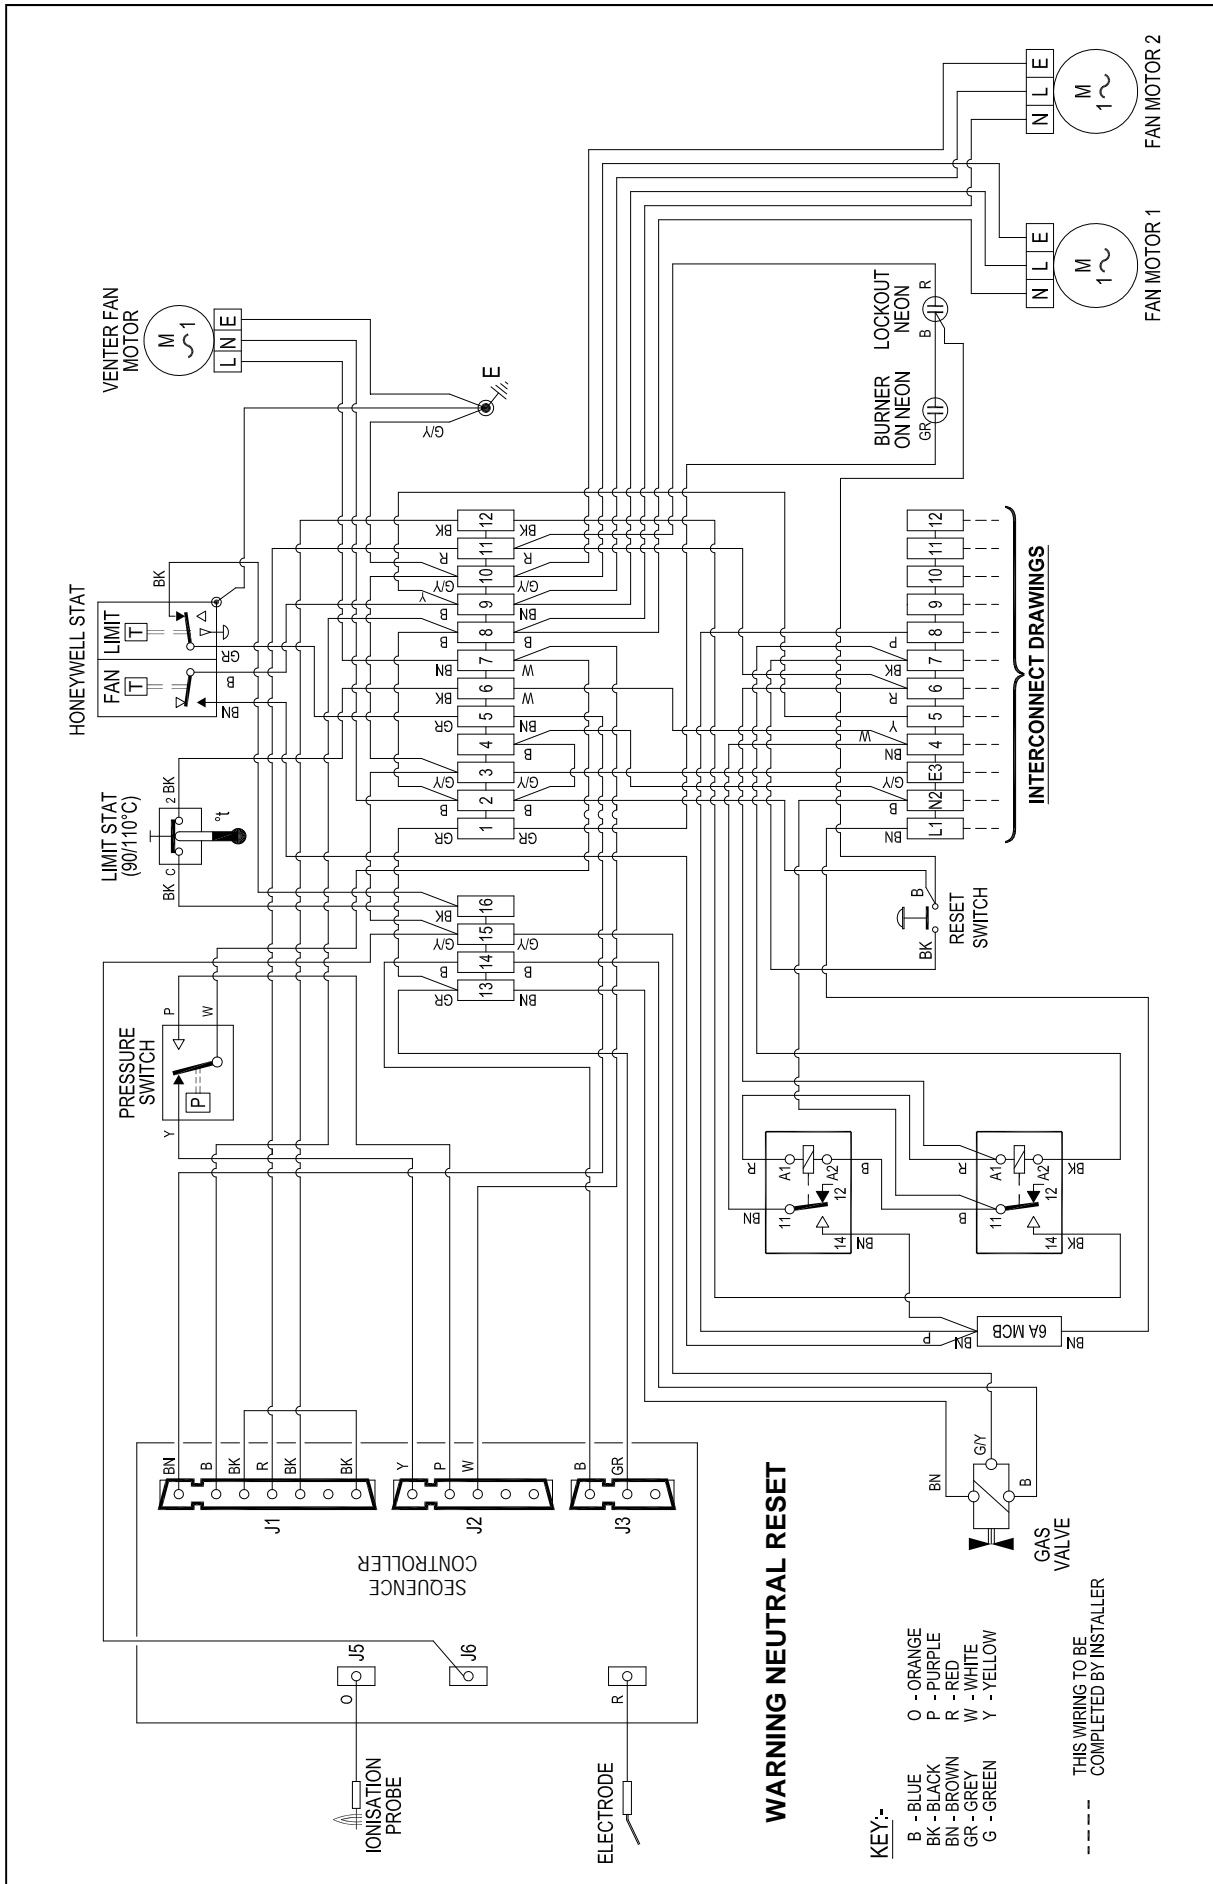 HONEYWELL STAT
FAN
LIMIT
T
T
BN
B
GR
BK
VENTER FAN
MOTOR
M
1
L N E
G/Y
E
LIMIT STAT
(90/110°C)
BK C
2 BK
°t
PRESSURE
SWITCH
P
Y
P
W
GR B G/Y B GR BK BN B B Y G/Y R BK
1 2 3 4 5 6 7 8 9 10 11 12
GR B G/Y B BN W W B BN G/Y R BK
GR B G/Y BK
13 14 15 16
BN B G/Y
FAN MOTOR 2
M
1
N L E
FAN MOTOR 1
M
1
N L E
LOCKOUT
NEON
B R
BURNER
ON NEON
GR
BN B G/Y BN W Y R BK P
L1 N2 E3 4 5 6 7 8 9 10 11 12
INTERCONNECT DRAWINGS
RESET
SWITCH
BK B
R A1 A2 B
BN 11 12 14 BN
R A1 A2 BK
B 11 12 14 BK
P
BN
6A MCB
BN
BN
G/Y
B
GAS
VALVE
SEQUENCE
CONTROLLER
J1
BN
B
BK
R
BK
BK
J2
Y
P
W
J3
B
GR
J5
O
J6
R
IONISATION
PROBE
ELECTRODE
WARNING NEUTRAL RESET
KEY:-
B - BLUE
BK - BLACK
BN - BROWN
GR - GREY
G - GREEN
O - ORANGE
P - PURPLE
R - RED
W - WHITE
Y - YELLOW
THIS WIRING TO BE
COMPLETED BY INSTALLER